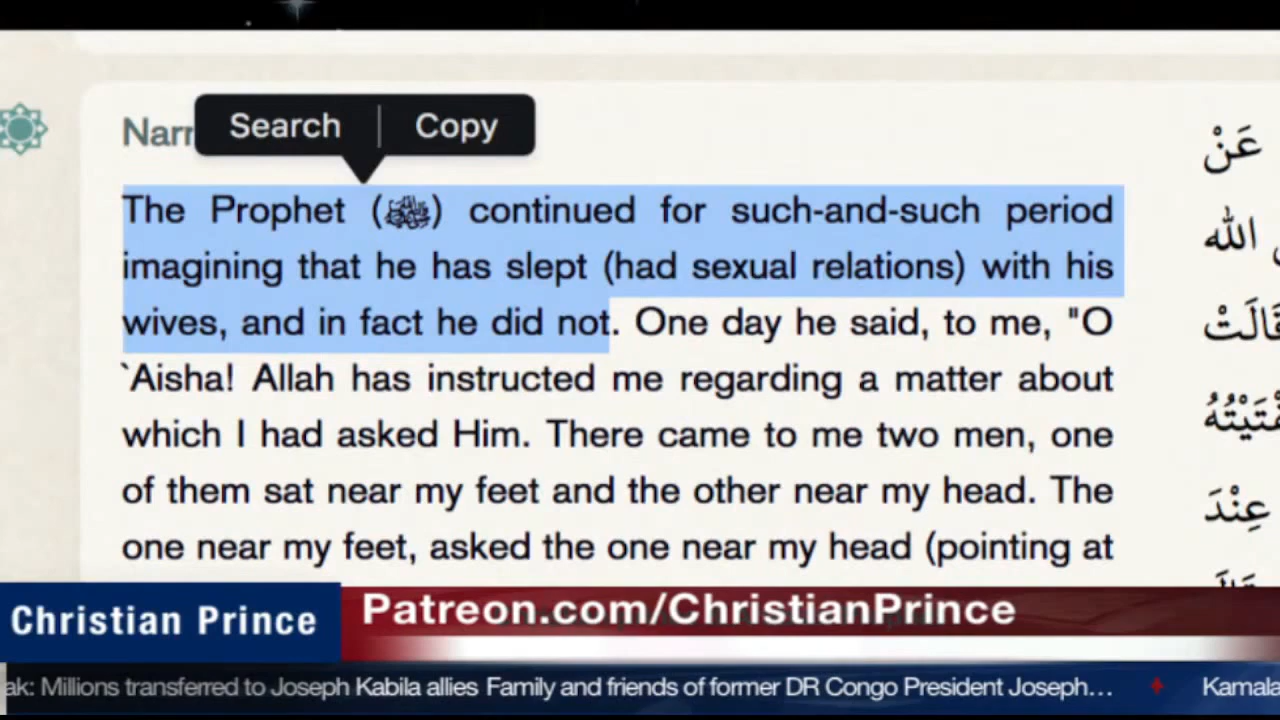 Search | Copy
Narr
The Prophet (ﷺ) continued for such-and-such period
imagining that he has slept (had sexual relations) with his
wives, and in fact he did not. One day he said, to me, "O
`Aisha! Allah has instructed me regarding a matter about
which I had asked Him. There came to me two men, one
of them sat near my feet and the other near my head. The
one near my feet, asked the one near my head (pointing at
عَنْ
الله
قَالَتْ
عِنْدَ
Christian Prince
Patreon.com/ChristianPrince
ak: Millions transferred to Joseph Kabila allies Family and friends of former DR Congo President Joseph... Kamala